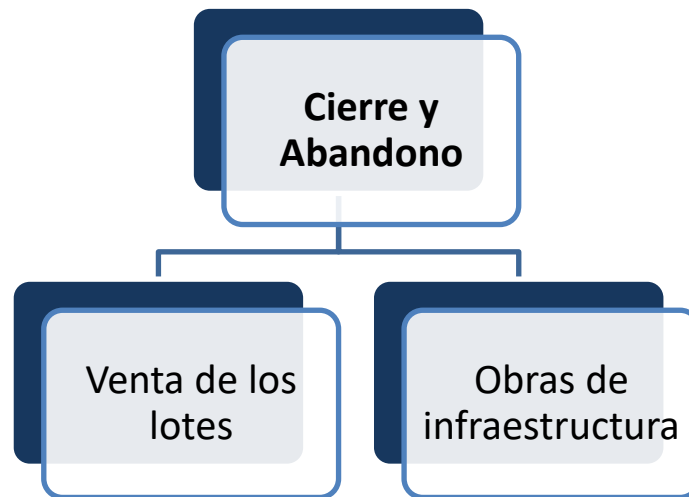 Cierre y
Abandono
Venta de los
lotes
Obras de
infraestructura